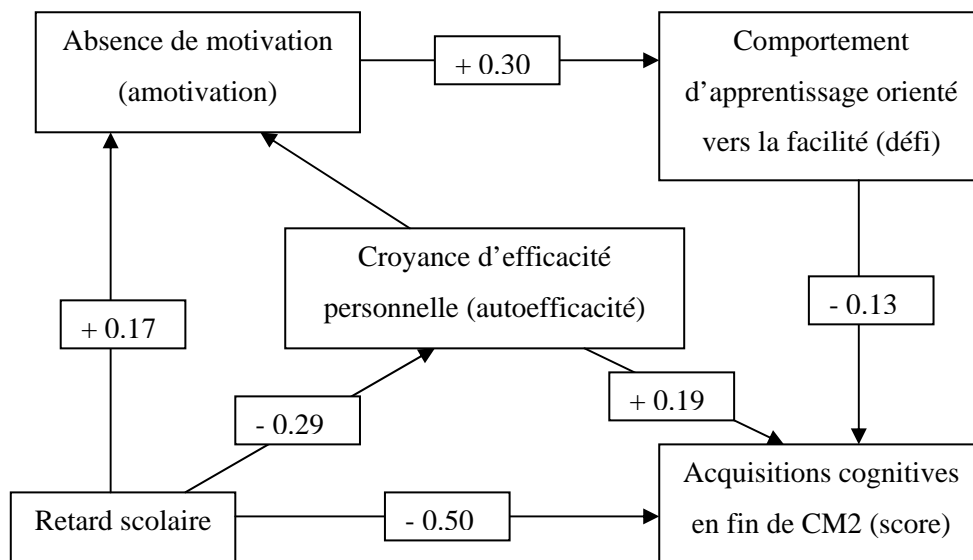 Absence de motivation
(amotivation)
+ 0.30
Comportement
d’apprentissage orienté
vers la facilité (défi)
Croyance d’efficacité
personnelle (autoefficacité)
+ 0.17
- 0.13
- 0.29
+ 0.19
Retard scolaire
- 0.50
Acquisitions cognitives
en fin de CM2 (score)